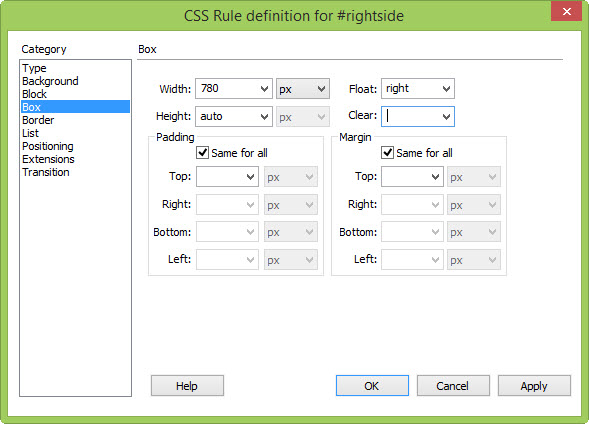 CSS Rule definition for #rightside
Category
Type
Background
Block
Box
Border
List
Positioning
Extensions
Transition
Box
Width: 780 px Float: right
Height: auto px Clear:
Padding
Same for all
Top: px
Right: px
Bottom: px
Left: px
Margin
Same for all
Top: px
Right: px
Bottom: px
Left: px
Help OK Cancel Apply